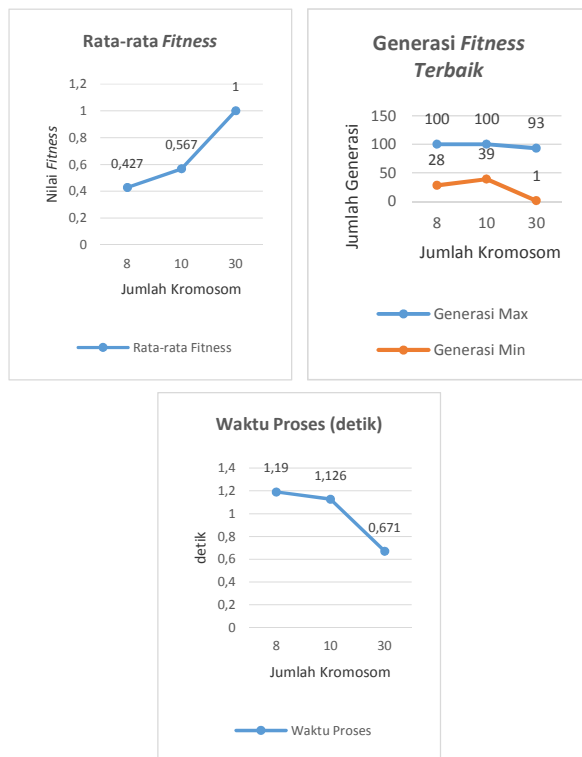 Rata-rata Fitness
1,2
1
0,8
0,6
0,4
0,2
0
Nilai Fitness
0,427
0,567
1
8 10 30
Jumlah Kromosom
Rata-rata Fitness
Generasi Fitness
Terbaik
150
100
50
0
Jumlah Generasi
100 100 93
28 39 1
8 10 30
Jumlah Kromosom
Generasi Max
Generasi Min
Waktu Proses (detik)
1,4
1,2
1
0,8
0,6
0,4
0,2
0
detik
1,19
1,126
0,671
8 10 30
Jumlah Kromosom
Waktu Proses